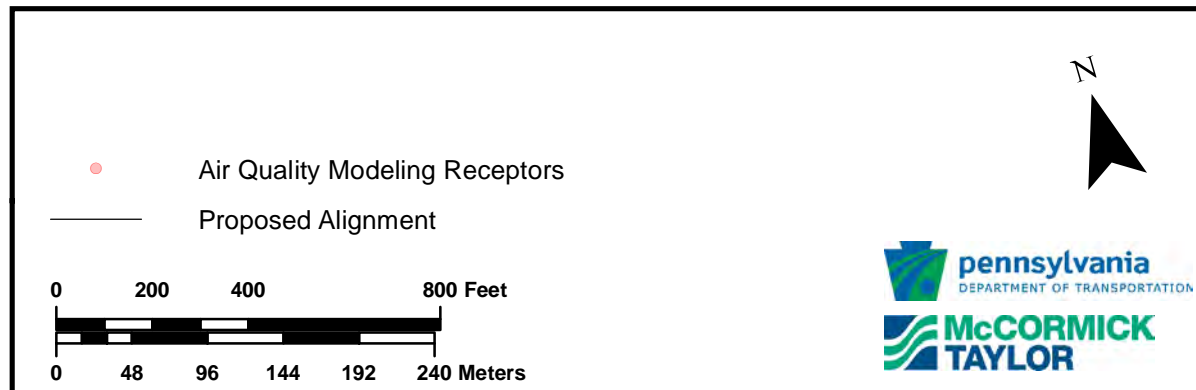 N
Air Quality Modeling Receptors
Proposed Alignment
0 200 400 800 Feet
0 48 96 144 192 240 Meters
pennsylvania
DEPARTMENT OF TRANSPORTATION
McCORMICK
TAYLOR